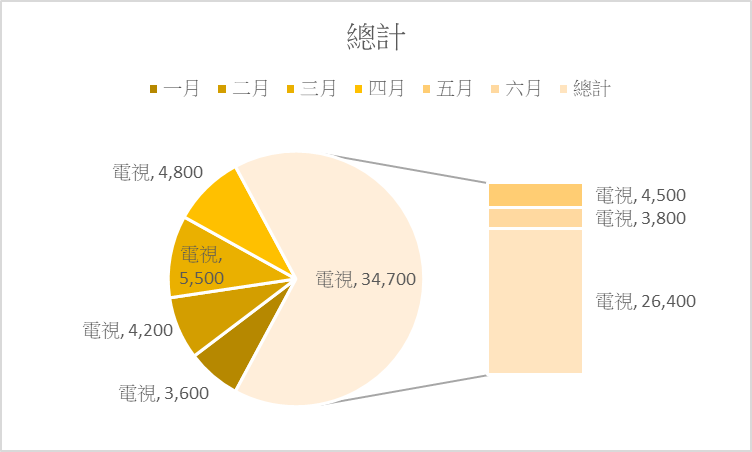 總計
一月 二月 三月 四月 五月 六月 總計
電視, 4,800
電視,
5,500
電視, 4,200
電視, 3,600
電視, 34,700
電視, 4,500
電視, 3,800
電視, 26,400